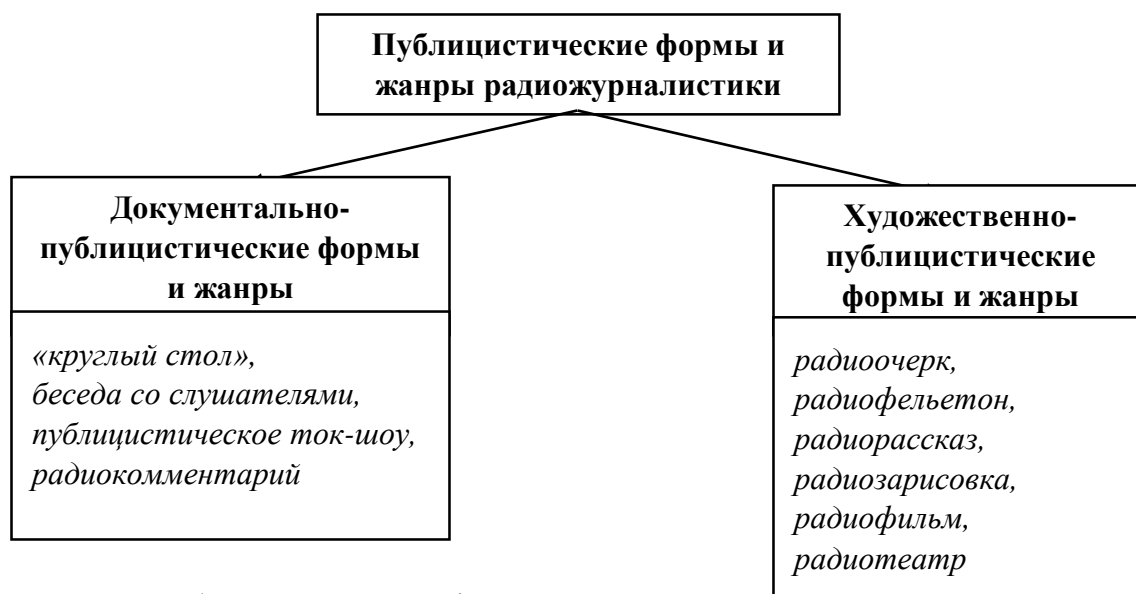 Публицистические формы и
жанры радиожурналистики
Документально-
публицистические формы
и жанры
«круглый стол»,
беседа со слушателями,
публицистическое ток-шоу,
радиокомментарий
Художественно-
публицистические
формы и жанры
радиоочерк,
радиофельетон,
радиорассказ,
радиозарисовка,
радиофильм,
радиотеатр